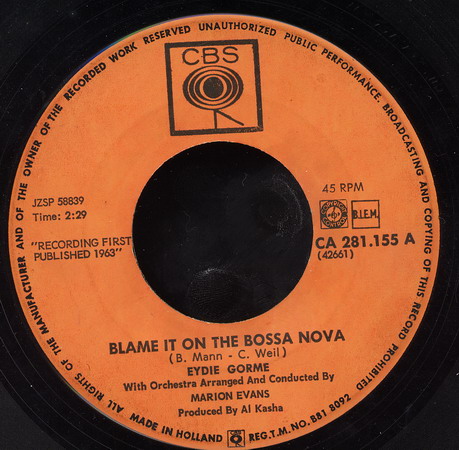 ALL RIGHTS OF THE MANUFACTURER AND OF THE OWNER OF THE RECORDED WORK RESERVED UNAUTHORIZED PUBLIC PERFORMANCE. BROADCASTING AND COPYING OF THIS RECORD PROHIBITED
CBS
JZSP 58839
Time: 2:29
"RECORDING FIRST
PUBLISHED 1963"
45 RPM
B.I.E.M.
CA 281.155 A
(42661)
BLAME IT ON THE BOSSA NOVA
(B. Mann - C. Weil)
EYDIE GORME
With Orchestra Arranged And Conducted By
MARION EVANS
Produced By Al Kasha
MADE IN HOLLAND CBS REG.T.M.NO.BB1 8092